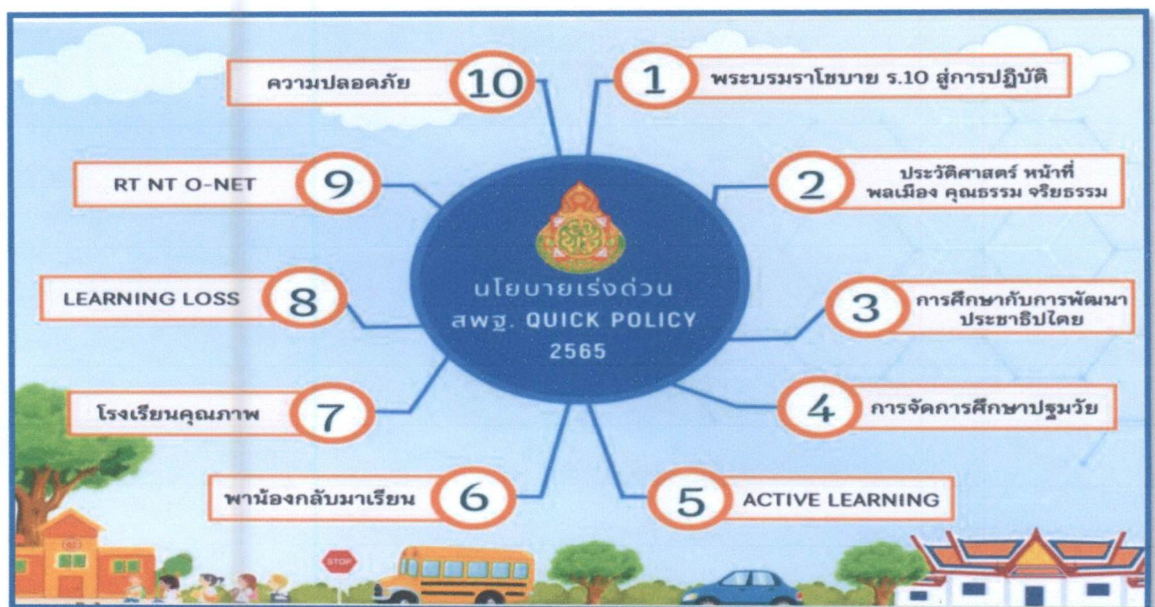 นโยบายเร่งด่วน
สพฐ. QUICK POLICY
2565
1
พระบรมราโชบาย ร.10 สู่การปฏิบัติ
2
ประวัติศาสตร์ หน้าที่
พลเมือง คุณธรรม จริยธรรม
3
การศึกษากับการพัฒนา
ประชาธิปไตย
4
การจัดการศึกษาปฐมวัย
5
ACTIVE LEARNING
6
พาน้องกลับมาเรียน
7
โรงเรียนคุณภาพ
8
LEARNING LOSS
9
RT NT O-NET
10
ความปลอดภัย
STOP